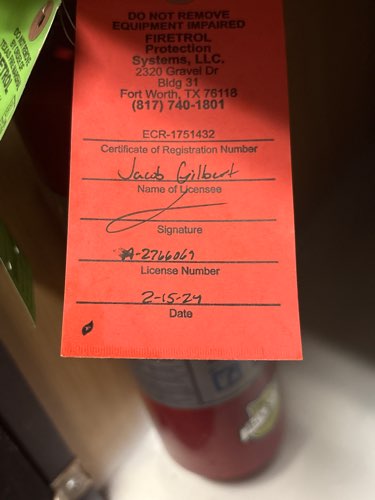 DO NOT REMOVE
EQUIPMENT IMPAIRED
FIRETROL
Protection
Systems, LLC.
2320 Gravel Dr
Bldg 31
Fort Worth, TX 76118
(817) 740-1801
ECR-1751432
Certificate of Registration Number
Jacob Gilbert
Name of Licensee
Signature
A-2766069
License Number
2-15-24
Date